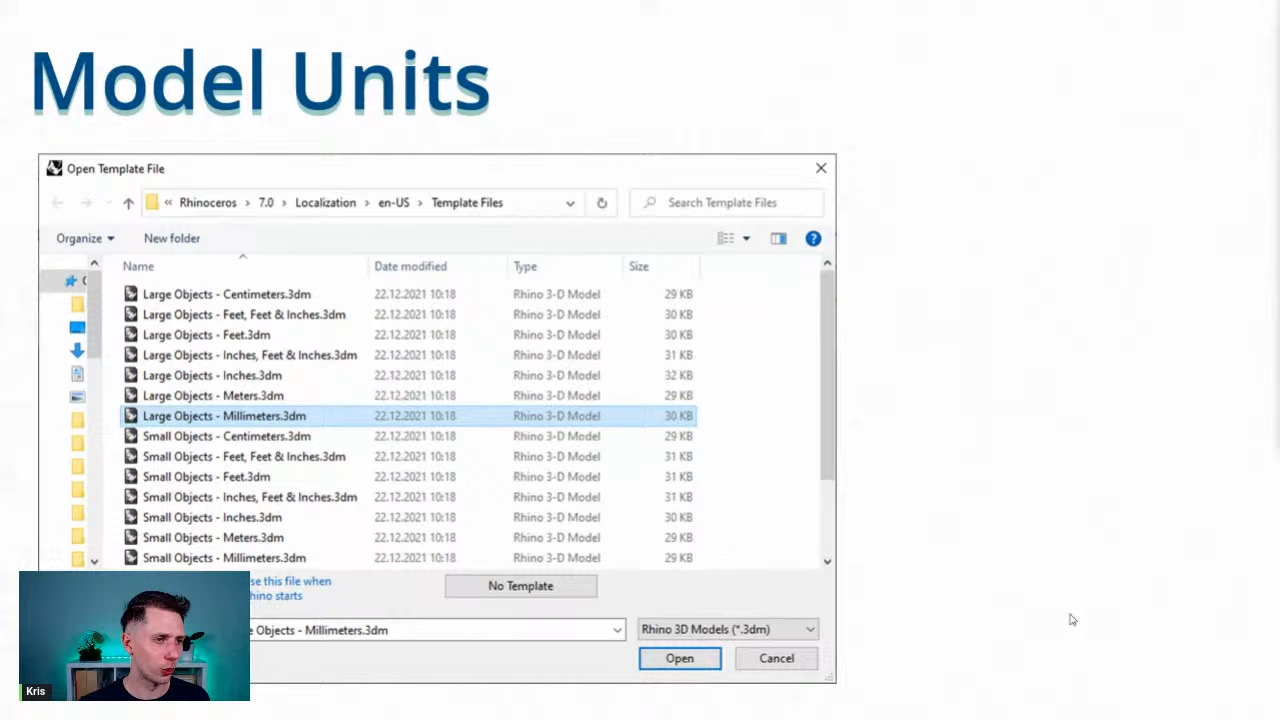 Model Units
Open Template File
« Rhinoceros › 7.0 › Localization › en-US › Template Files
Search Template Files
Organize
New folder
Name Date modified Type Size
Large Objects - Centimeters.3dm 22.12.2021 10:18 Rhino 3-D Model 29 KB
Large Objects - Feet, Feet & Inches.3dm 22.12.2021 10:18 Rhino 3-D Model 30 KB
Large Objects - Feet.3dm 22.12.2021 10:18 Rhino 3-D Model 30 KB
Large Objects - Inches, Feet & Inches.3dm 22.12.2021 10:18 Rhino 3-D Model 31 KB
Large Objects - Inches.3dm 22.12.2021 10:18 Rhino 3-D Model 32 KB
Large Objects - Meters.3dm 22.12.2021 10:18 Rhino 3-D Model 29 KB
Large Objects - Millimeters.3dm 22.12.2021 10:18 Rhino 3-D Model 30 KB
Small Objects - Centimeters.3dm 22.12.2021 10:18 Rhino 3-D Model 29 KB
Small Objects - Feet, Feet & Inches.3dm 22.12.2021 10:18 Rhino 3-D Model 31 KB
Small Objects - Feet.3dm 22.12.2021 10:18 Rhino 3-D Model 31 KB
Small Objects - Inches, Feet & Inches.3dm 22.12.2021 10:18 Rhino 3-D Model 31 KB
Small Objects - Inches.3dm 22.12.2021 10:18 Rhino 3-D Model 30 KB
Small Objects - Meters.3dm 22.12.2021 10:18 Rhino 3-D Model 29 KB
Small Objects - Millimeters.3dm 22.12.2021 10:18 Rhino 3-D Model 29 KB
se this file when
hino starts
No Template
e Objects - Millimeters.3dm
Rhino 3D Models (*.3dm)
Open
Cancel
Kris